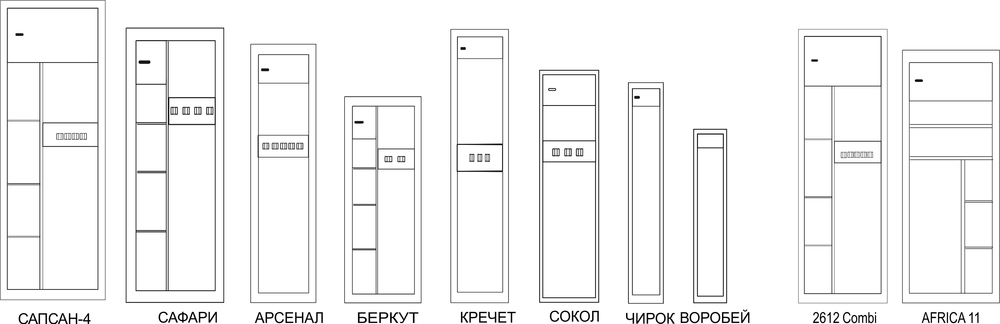 САПСАН-4
САФАРИ
АРСЕНАЛ
БЕРКУТ
КРЕЧЕТ
СОКОЛ
ЧИРОК
ВОРОБЕЙ
2612 Combi
AFRICA 11